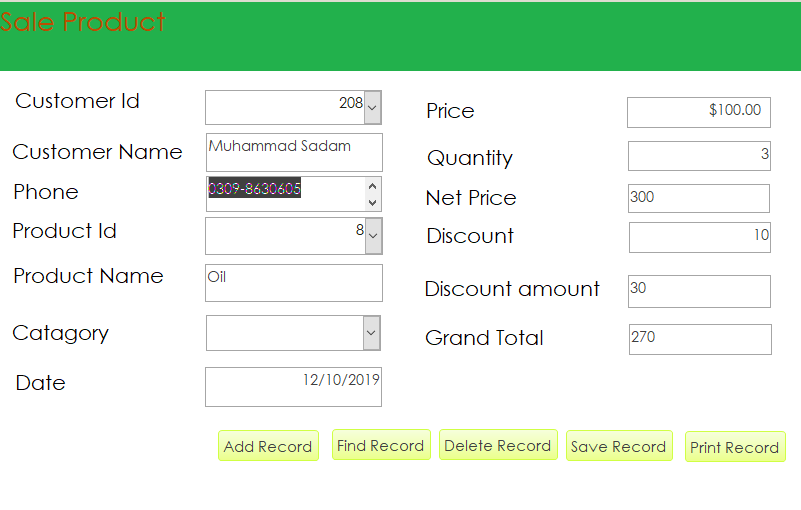 Sale Product
Customer Id 208
Customer Name Muhammad Sadam
Phone 0309-8630605
Product Id 8
Product Name Oil
Catagory
Date 12/10/2019
Price $100.00
Quantity 3
Net Price 300
Discount 10
Discount amount 30
Grand Total 270
Add Record Find Record Delete Record Save Record Print Record